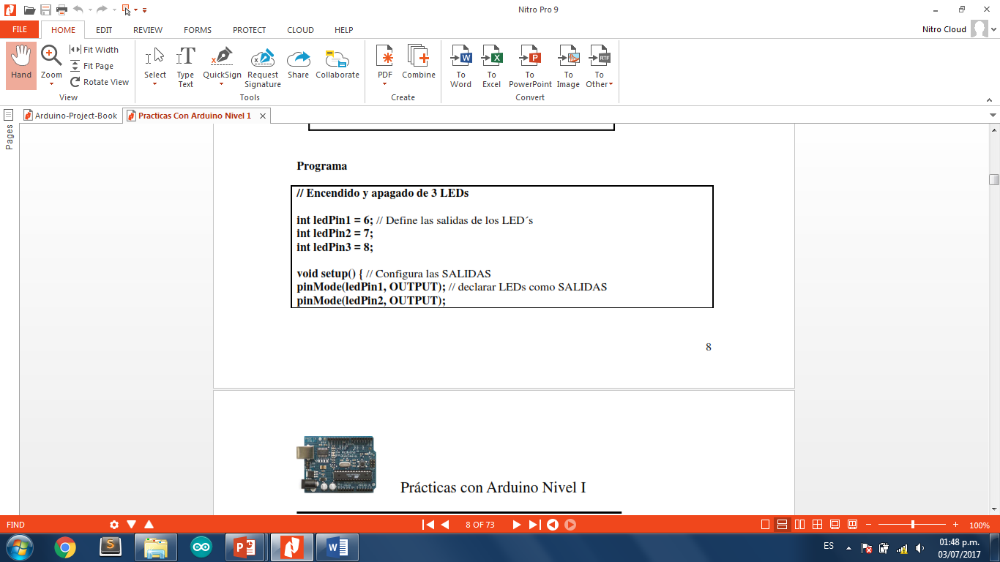 Nitro Pro 9
FILE HOME EDIT REVIEW FORMS PROTECT CLOUD HELP Nitro Cloud
Hand
Zoom
Fit Width
Fit Page
Rotate View
View
Select
Type Text
QuickSign
Request Signature
Share
Collaborate
Tools
PDF
Combine
Create
To Word
To Excel
To PowerPoint
To Image
To Other
Convert
Arduino-Project-Book
Practicas Con Arduino Nivel 1
Pages
Programa
// Encendido y apagado de 3 LEDs
int ledPin1 = 6; // Define las salidas de los LED´s
int ledPin2 = 7;
int ledPin3 = 8;
void setup() { // Configura las SALIDAS
pinMode(ledPin1, OUTPUT); // declarar LEDs como SALIDAS
pinMode(ledPin2, OUTPUT);
8
Prácticas con Arduino Nivel I
FIND 8 OF 73 100%
ES 01:48 p.m.
03/07/2017